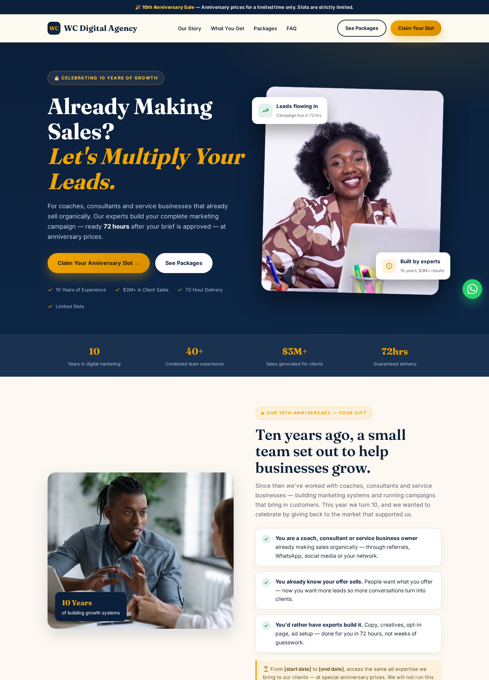 🎉 10th Anniversary Sale — Anniversary prices for a limited time only. Slots are strictly limited.
WC WC Digital Agency
Our Story What You Get Packages FAQ
See Packages Claim Your Slot
🎂 CELEBRATING 10 YEARS OF GROWTH
Already Making
Sales?
Let's Multiply Your
Leads.
For coaches, consultants and service businesses that already
sell organically. Our experts build your complete marketing
campaign — ready 72 hours after your brief is approved — at
anniversary prices.
Claim Your Anniversary Slot → See Packages
✓ 10 Years of Experience ✓ $3M+ in Client Sales ✓ 72-Hour Delivery
✓ Limited Slots
Leads flowing in
Campaign live in 72 hrs
Built by experts
10 years, $3M+ results
10 40+ $3M+ 72hrs
Years in digital marketing Combined team experience Sales generated for clients Guaranteed delivery
OUR 10TH ANNIVERSARY — YOUR GIFT
Ten years ago, a small
team set out to help
businesses grow.
Since then we've worked with coaches, consultants and service
businesses — building marketing systems and running campaigns
that bring in customers. This year we turn 10, and we wanted to
celebrate by giving back to the market that supported us.
✓ You are a coach, consultant or service business owner
already making sales organically — through referrals,
WhatsApp, social media or your network.
✓ You already know your offer sells. People want what you offer
— now you want more leads so more conversations turn into
clients.
✓ You'd rather have experts build it. Copy, creatives, opt-in
page, ad setup — done for you in 72 hours, not weeks of
guesswork.
10 Years
of building growth systems
⏳ From [start date] to [end date], access the same ad expertise we
bring to our clients — at special anniversary prices. We will not run this